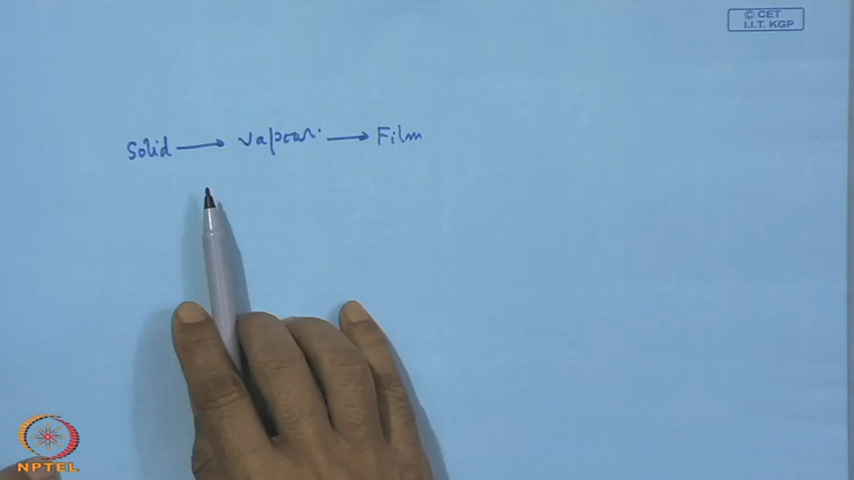 © CET
I.I.T. KGP
Solid → vapour → Film
NPTEL